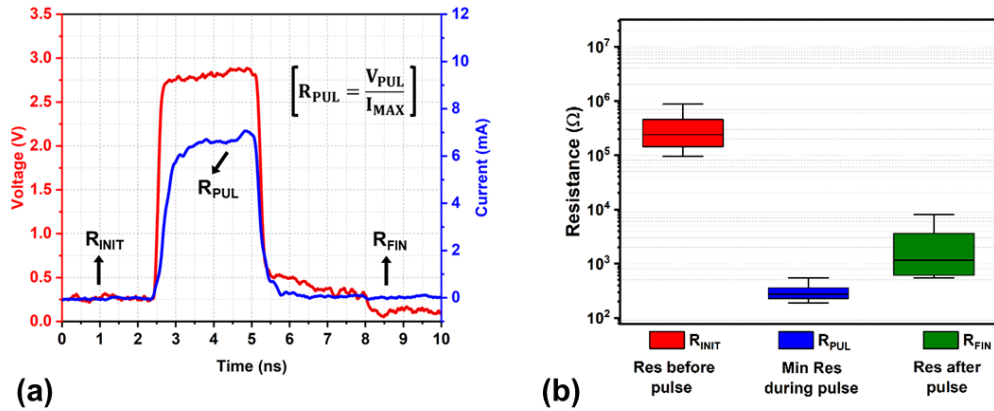 3.5
3.0
2.5
2.0
1.5
1.0
0.5
0.0
Voltage (V)
12
10
8
6
4
2
0
Current (mA)
[R_PUL = V_PUL / I_MAX]
R_PUL
R_INIT
R_FIN
0 1 2 3 4 5 6 7 8 9 10
Time (ns)
(a)
10^7
10^6
10^5
10^4
10^3
10^2
Resistance (Ω)
R_INIT R_PUL R_FIN
Res before pulse
Min Res during pulse
Res after pulse
(b)